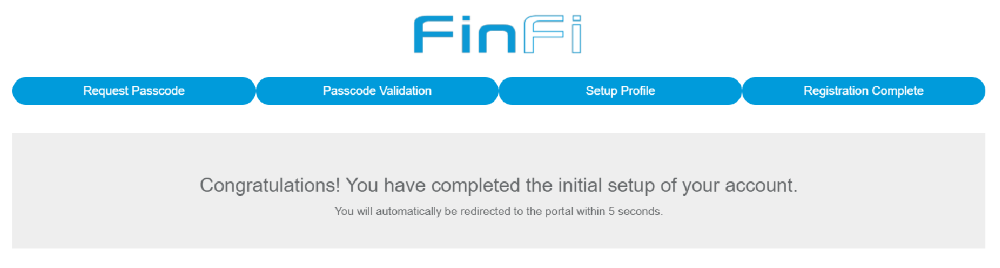 FinFi
Request Passcode
Passcode Validation
Setup Profile
Registration Complete
Congratulations! You have completed the initial setup of your account.
You will automatically be redirected to the portal within 5 seconds.